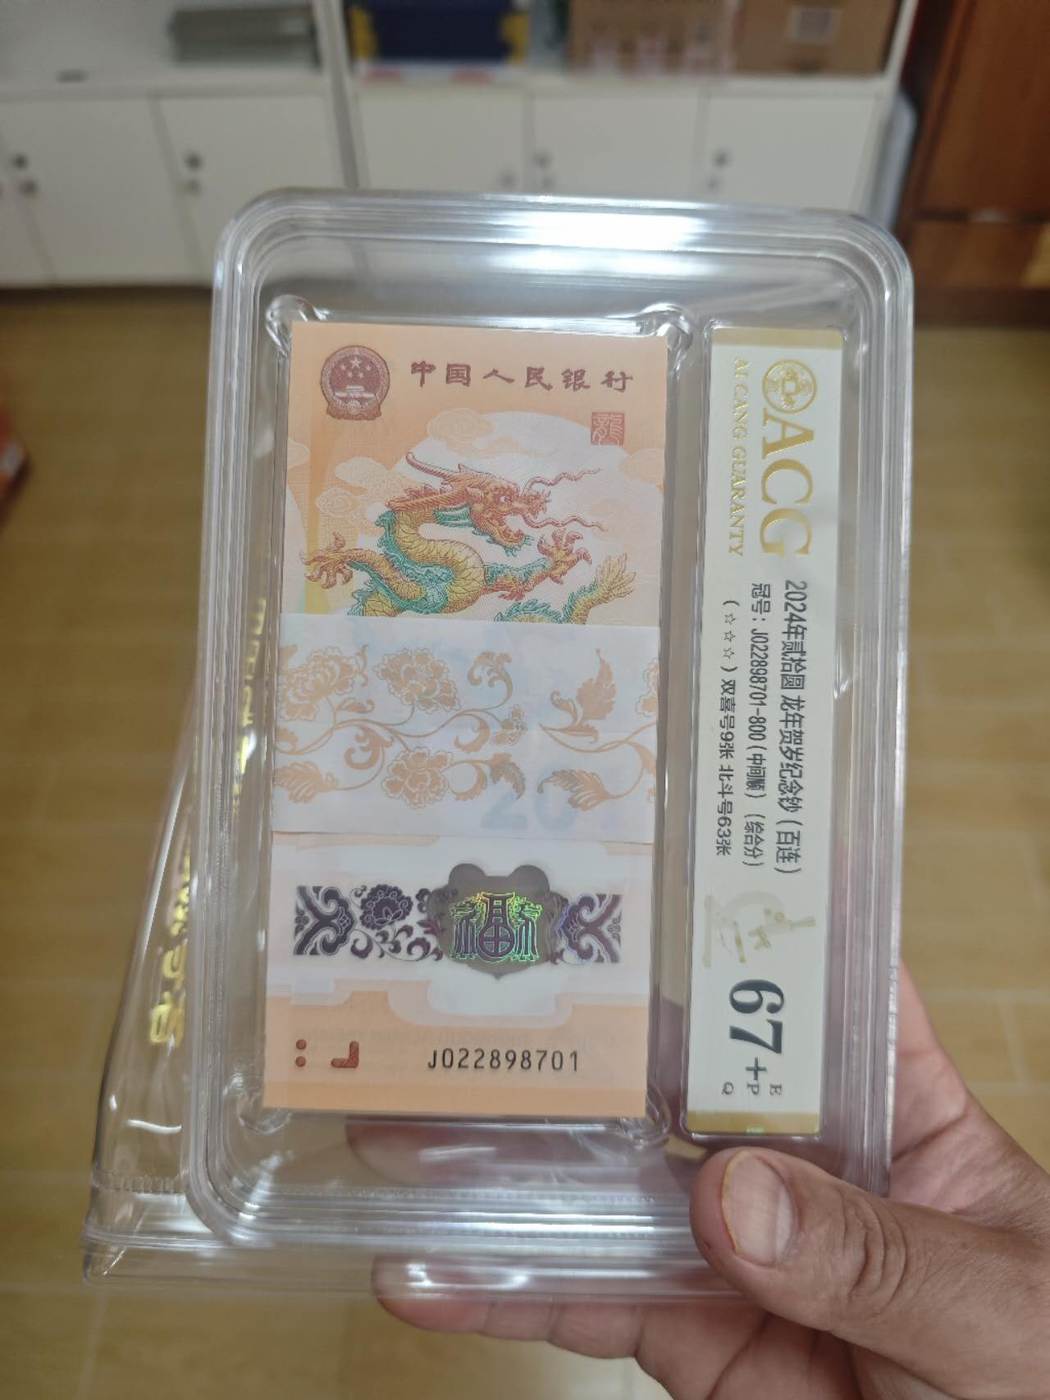 中国人民银行
龍
20
福
J022898701
ACG
AI CANG GUARANTY
2024年贰拾圆 龙年贺岁纪念钞 (百连)
冠号: J022898701-800 (中间顺) (综合分)
(☆☆☆) 双喜号9张 北斗号63张
67+
E
P
Q